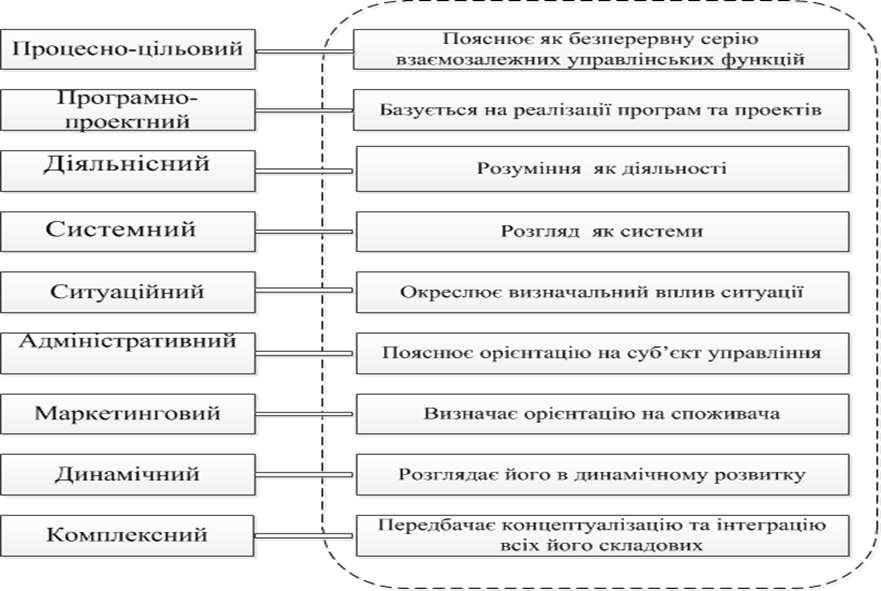 Процесно-цільовий
Пояснює як безперервну серію
взаємозалежних управлінських функцій
Програмно-
проектний
Базується на реалізації програм та проектів
Діяльнісний
Розуміння як діяльності
Системний
Розгляд як системи
Ситуаційний
Окреслює визначальний вплив ситуації
Адміністративний
Пояснює орієнтацію на суб’єкт управління
Маркетинговий
Визначає орієнтацію на споживача
Динамічний
Розглядає його в динамічному розвитку
Комплексний
Передбачає концептуалізацію та інтеграцію
всіх його складових